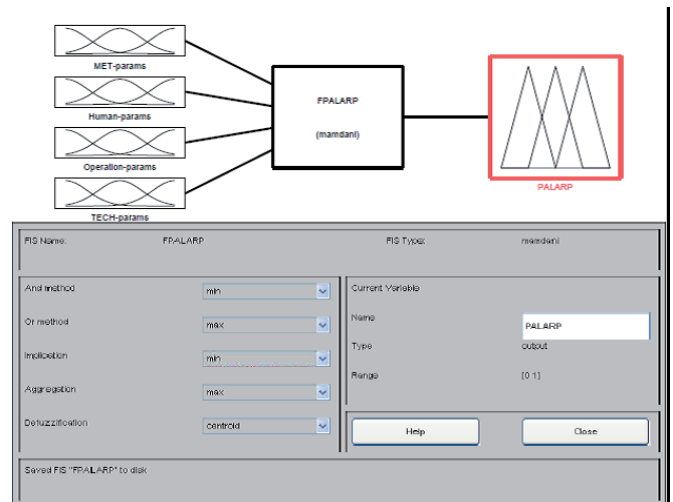 MET-params
Human-params
Operation-params
TECH-params
FPALARP
(mamdani)
PALARP
FIS Name: FPALARP FIS Type: mamdani
And method min
Or method max
Implication min
Aggregation max
Defuzzification centroid
Current Variable
Name PALARP
Type output
Range [0 1]
Help Close
Saved FIS "FPALARP" to disk